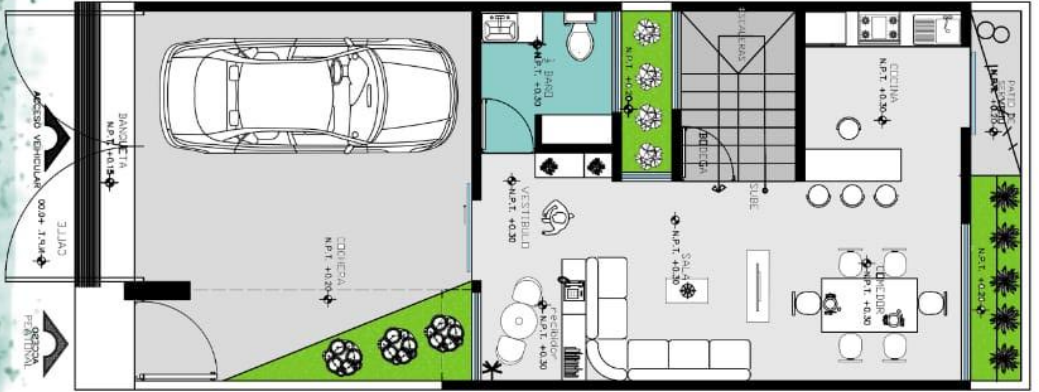 ACCESO VEHICULAR
CALLE
N.P.T. +0.00
ACCESO
PEATONAL
BANQUETA
N.P.T. +0.15
COCHERA
N.P.T. +0.20
½ BAÑO
N.P.T. +0.30
N.P.T. +0.20
VESTIBULO
N.P.T. +0.30
recibidor
N.P.T. +0.30
ESCALERAS
BODEGA
SUBE
SALA
N.P.T. +0.30
COCINA
N.P.T. +0.30
COMEDOR
N.P.T. +0.30
PATIO DE
SERVICIO
N.P.T. +0.20